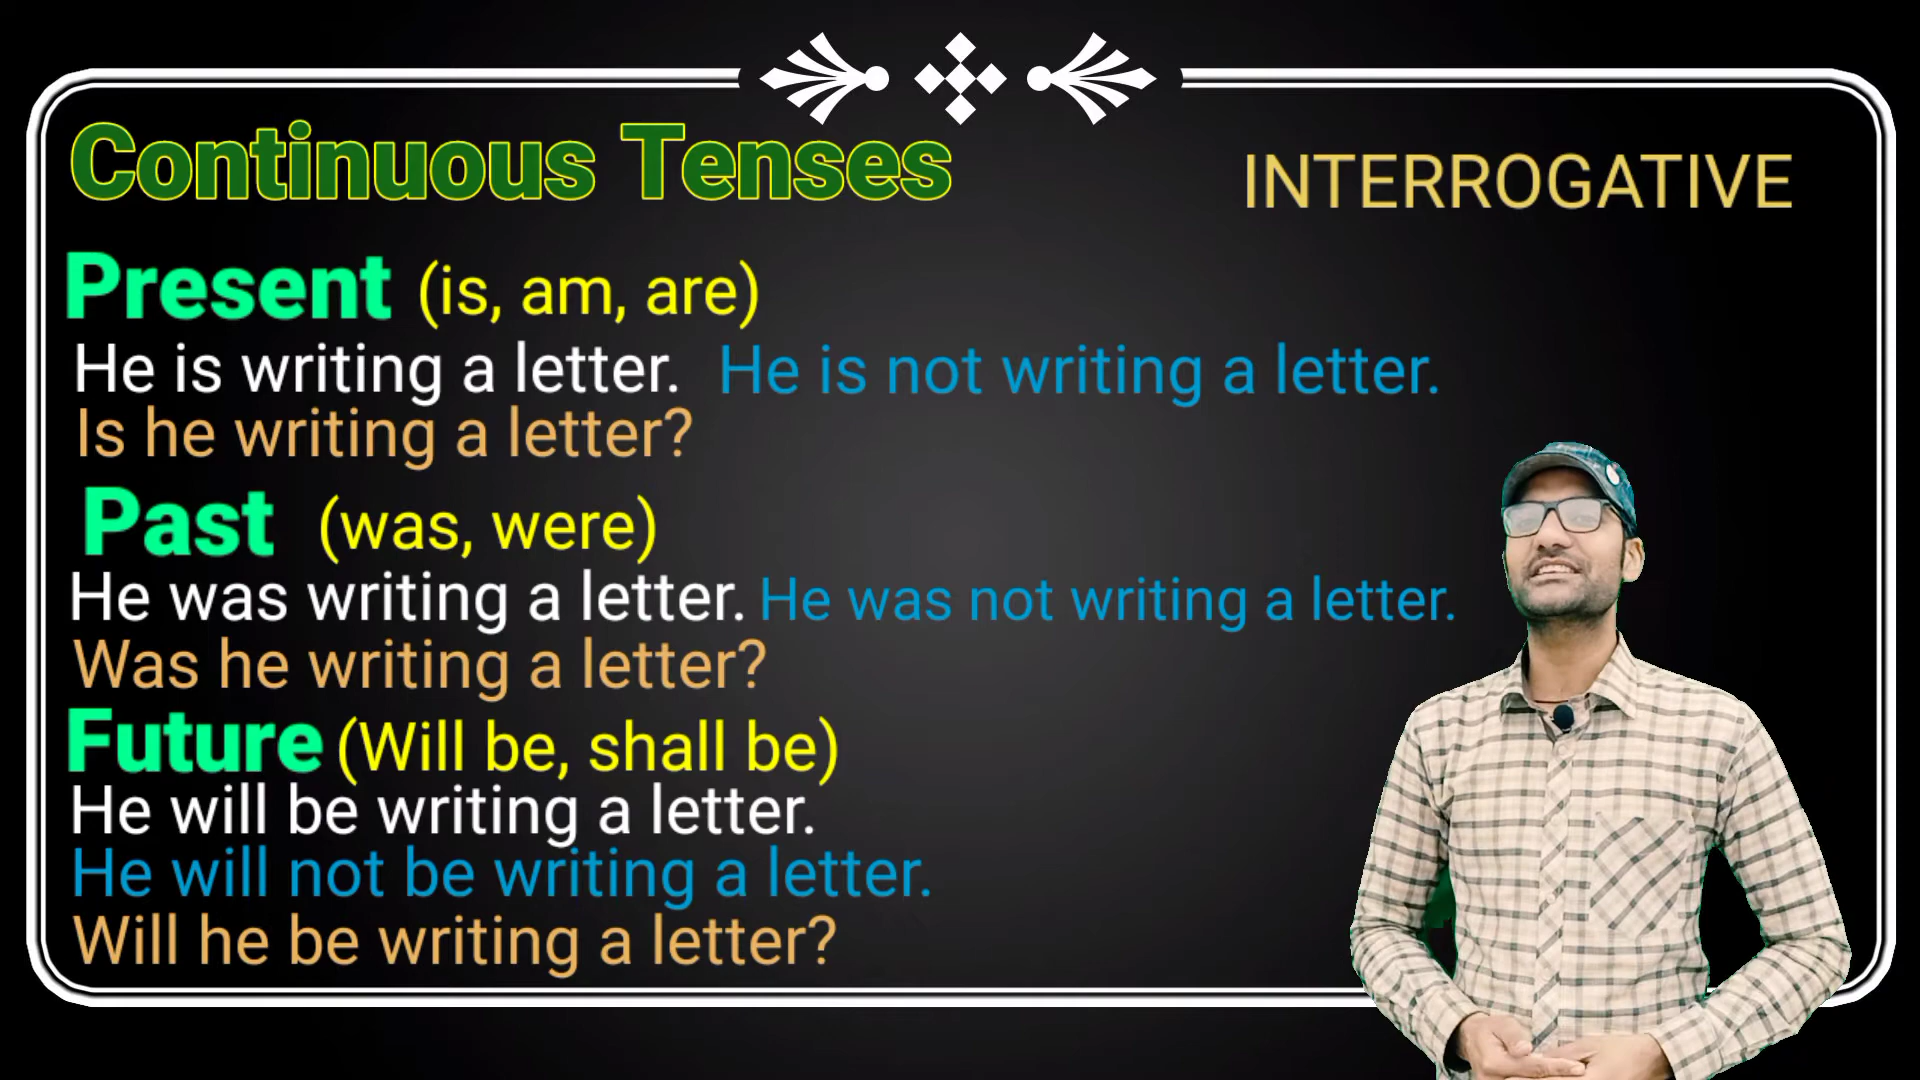 Continuous Tenses
INTERROGATIVE
Present (is, am, are)
He is writing a letter. He is not writing a letter.
Is he writing a letter?
Past (was, were)
He was writing a letter. He was not writing a letter.
Was he writing a letter?
Future (Will be, shall be)
He will be writing a letter.
He will not be writing a letter.
Will he be writing a letter?